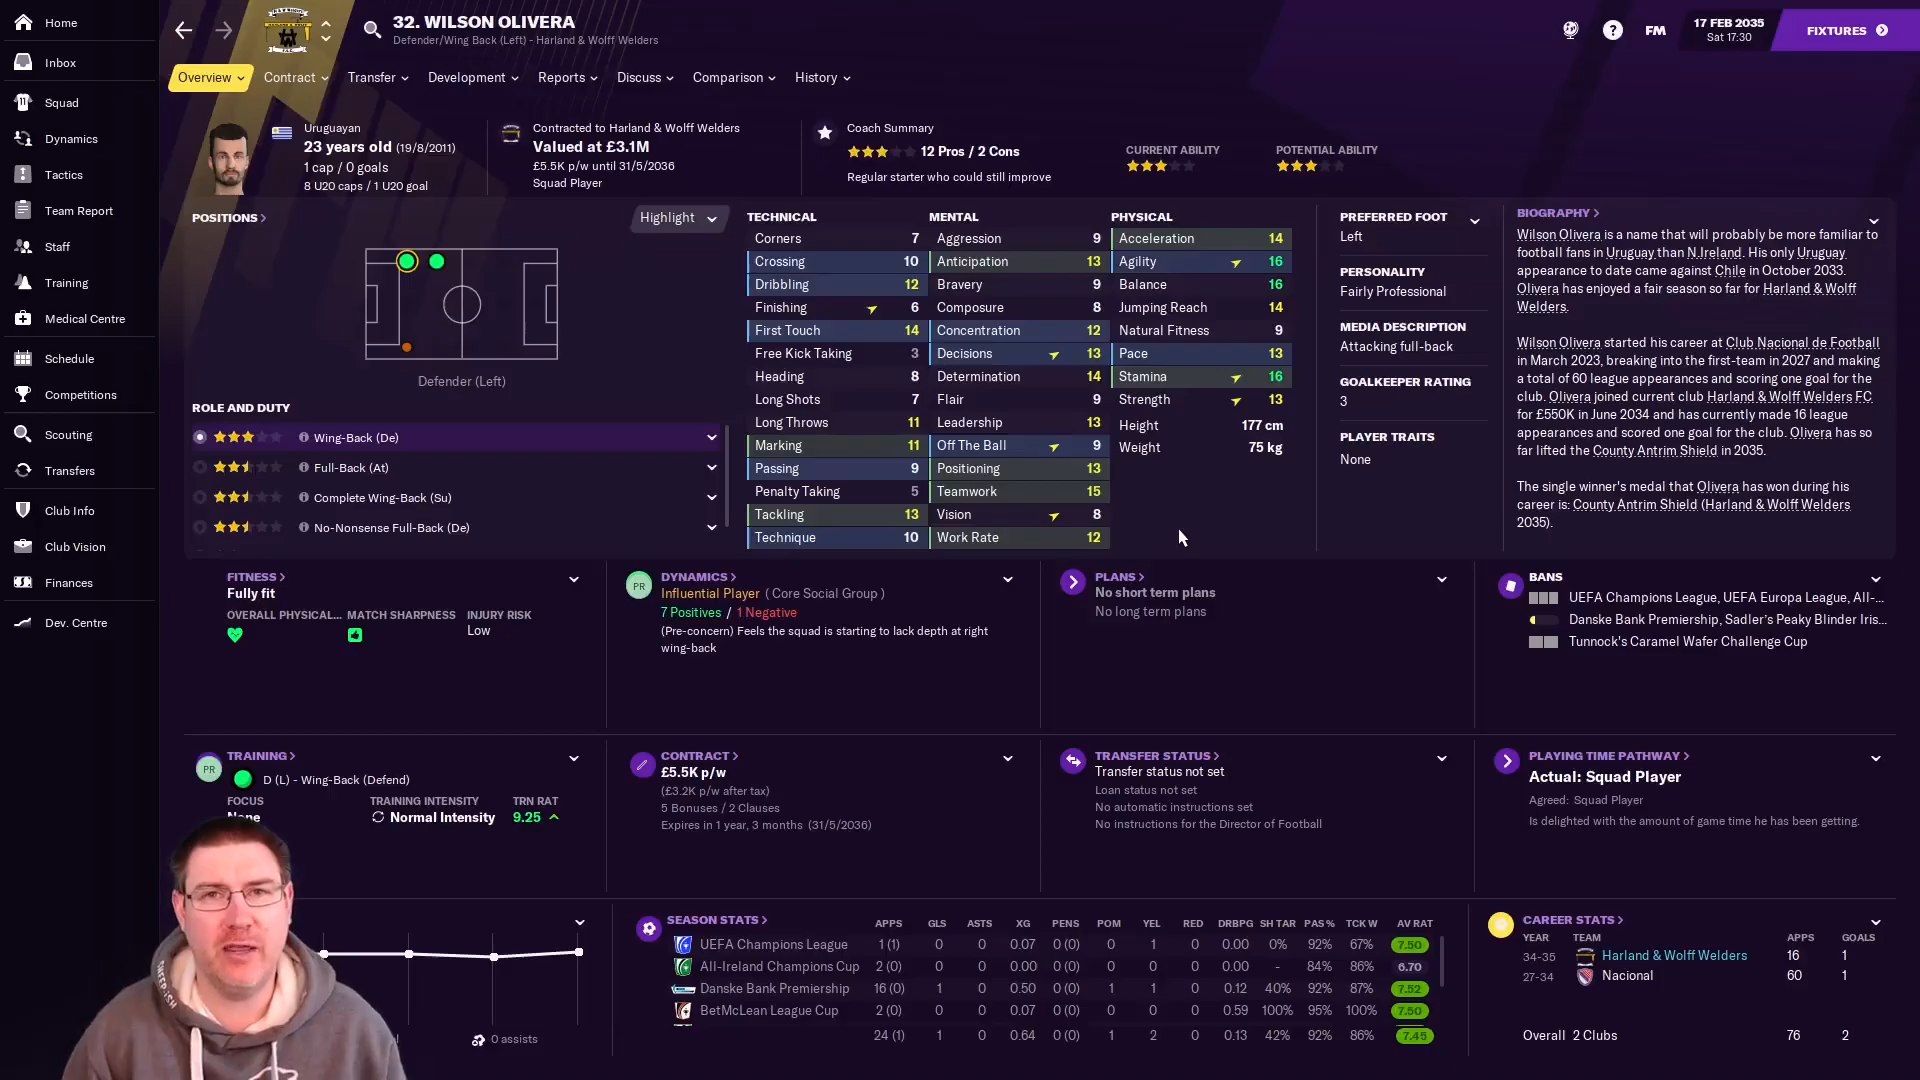 Home
Inbox
Squad
Dynamics
Tactics
Team Report
Staff
Training
Medical Centre
Schedule
Competitions
Scouting
Transfers
Club Info
Club Vision
Finances
Dev. Centre
32. WILSON OLIVERA
Defender/Wing Back (Left) - Harland & Wolff Welders
FM
17 FEB 2035
Sat 17:30
FIXTURES
Overview
Contract
Transfer
Development
Reports
Discuss
Comparison
History
Uruguayan
23 years old (19/8/2011)
1 cap / 0 goals
8 U20 caps / 1 U20 goal
Contracted to Harland & Wolff Welders
Valued at £3.1M
£5.5K p/w until 31/5/2036
Squad Player
Coach Summary
12 Pros / 2 Cons
Regular starter who could still improve
CURRENT ABILITY
POTENTIAL ABILITY
POSITIONS
Highlight
Defender (Left)
ROLE AND DUTY
Wing-Back (De)
Full-Back (At)
Complete Wing-Back (Su)
No-Nonsense Full-Back (De)
TECHNICAL
Corners 7
Crossing 10
Dribbling 12
Finishing 6
First Touch 14
Free Kick Taking 3
Heading 8
Long Shots 7
Long Throws 11
Marking 11
Passing 9
Penalty Taking 5
Tackling 13
Technique 10
MENTAL
Aggression 9
Anticipation 13
Bravery 9
Composure 8
Concentration 12
Decisions 13
Determination 14
Flair 9
Leadership 13
Off The Ball 9
Positioning 13
Teamwork 15
Vision 8
Work Rate 12
PHYSICAL
Acceleration 14
Agility 16
Balance 16
Jumping Reach 14
Natural Fitness 9
Pace 13
Stamina 16
Strength 13
Height 177 cm
Weight 75 kg
PREFERRED FOOT
Left
PERSONALITY
Fairly Professional
MEDIA DESCRIPTION
Attacking full-back
GOALKEEPER RATING
3
PLAYER TRAITS
None
BIOGRAPHY
Wilson Olivera is a name that will probably be more familiar to
football fans in Uruguay than N.Ireland. His only Uruguay
appearance to date came against Chile in October 2033.
Olivera has enjoyed a fair season so far for Harland & Wolff
Welders.
Wilson Olivera started his career at Club Nacional de Football
in March 2023, breaking into the first-team in 2027 and making
a total of 60 league appearances and scoring one goal for the
club. Olivera joined current club Harland & Wolff Welders FC
for £550K in June 2034 and has currently made 16 league
appearances and scored one goal for the club. Olivera has so
far lifted the County Antrim Shield in 2035.
The single winner's medal that Olivera has won during his
career is: County Antrim Shield (Harland & Wolff Welders
2035).
FITNESS
Fully fit
OVERALL PHYSICAL... MATCH SHARPNESS INJURY RISK
Low
PR
DYNAMICS
Influential Player ( Core Social Group )
7 Positives / 1 Negative
(Pre-concern) Feels the squad is starting to lack depth at right
wing-back
PLANS
No short term plans
No long term plans
BANS
UEFA Champions League, UEFA Europa League, All-...
Danske Bank Premiership, Sadler's Peaky Blinder Iris...
Tunnock's Caramel Wafer Challenge Cup
PR
TRAINING
D (L) - Wing-Back (Defend)
FOCUS TRAINING INTENSITY TRN RAT
None Normal Intensity 9.25
CONTRACT
£5.5K p/w
(£3.2K p/w after tax)
5 Bonuses / 2 Clauses
Expires in 1 year, 3 months (31/5/2036)
TRANSFER STATUS
Transfer status not set
Loan status not set
No automatic instructions set
No instructions for the Director of Football
PLAYING TIME PATHWAY
Actual: Squad Player
Agreed: Squad Player
Is delighted with the amount of game time he has been getting.
0 assists
SEASON STATS APPS GLS ASTS XG PENS POM YEL RED DRBPG SH TAR PAS % TCK W AV RAT
UEFA Champions League 1 (1) 0 0 0.07 0 (0) 0 1 0 0.00 0% 92% 67% 7.50
All-Ireland Champions Cup 2 (0) 0 0 0.00 0 (0) 0 0 0 0.00 - 84% 86% 6.70
Danske Bank Premiership 16 (0) 1 0 0.50 0 (0) 1 1 0 0.12 40% 92% 87% 7.52
BetMcLean League Cup 2 (0) 0 0 0.07 0 (0) 0 0 0 0.59 100% 95% 100% 7.50
24 (1) 1 0 0.64 0 (0) 1 2 0 0.13 42% 92% 86% 7.45
CAREER STATS
YEAR TEAM APPS GOALS
34-35 Harland & Wolff Welders 16 1
27-34 Nacional 60 1
Overall 2 Clubs 76 2